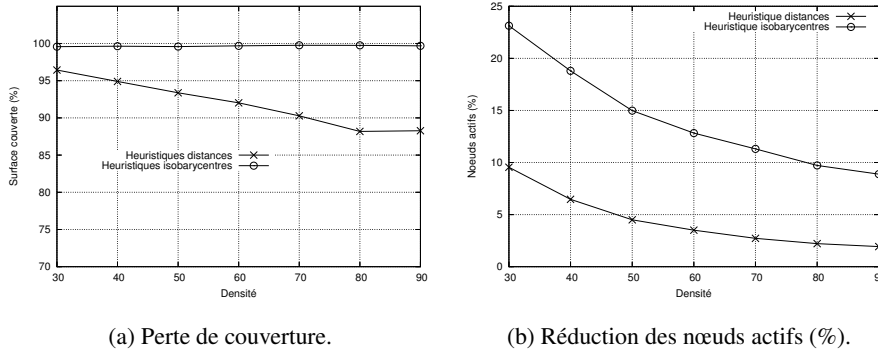 100
95
90
85
80
75
70
30 40 50 60 70 80 90
Surface couverte (%)
Densité
Heuristiques distances
Heuristiques isobarycentres
(a) Perte de couverture.
25
20
15
10
5
0
30 40 50 60 70 80 90
Noeuds actifs (%)
Densité
Heuristique distances
Heuristique isobarycentres
(b) Réduction des nœuds actifs (%).